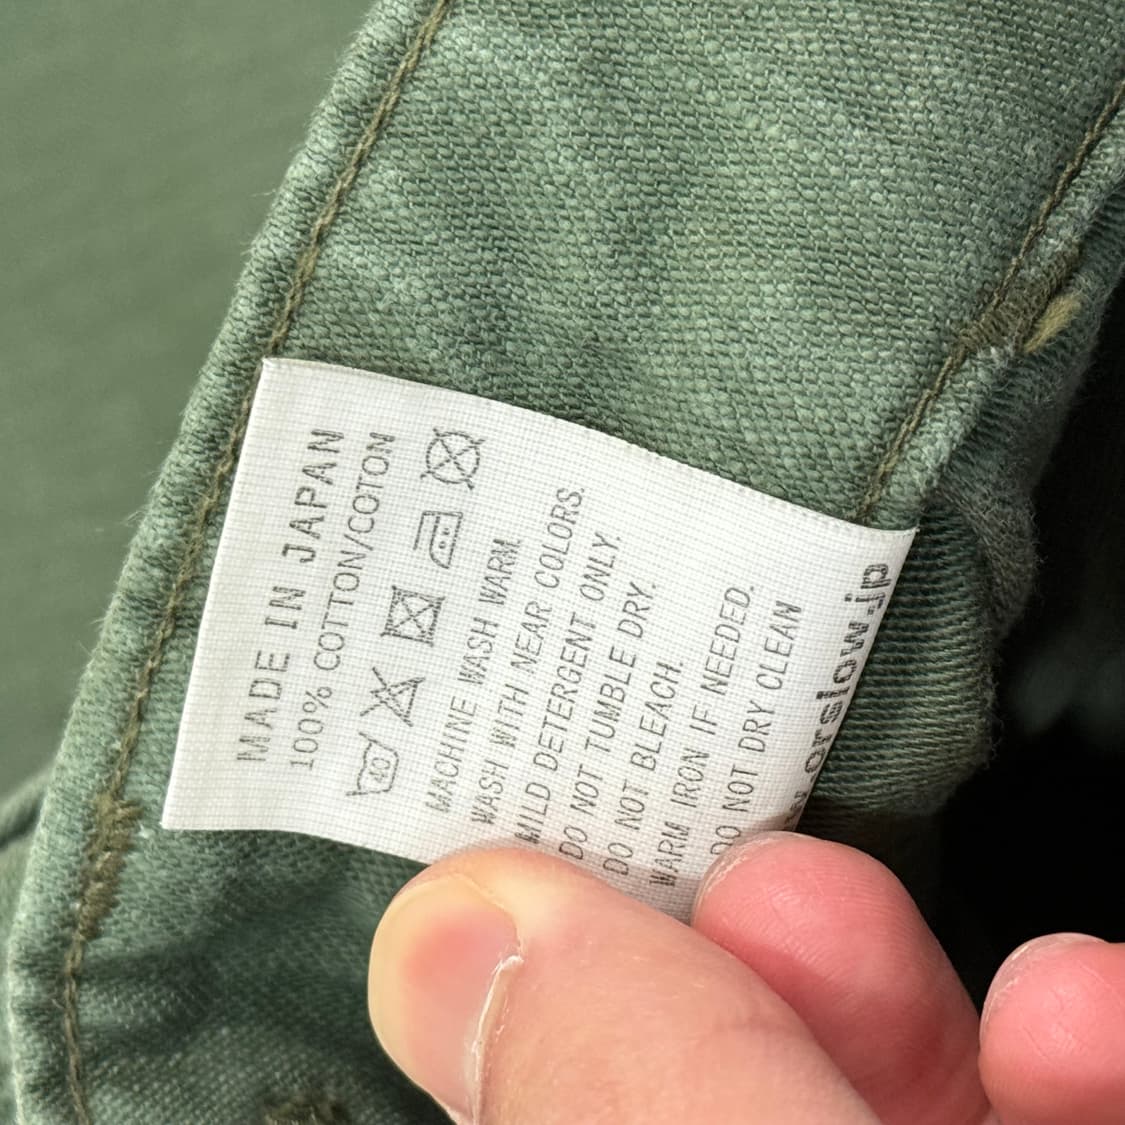 MADE IN JAPAN
100% COTTON/COTON
40
MACHINE WASH WARM.
WASH WITH NEAR COLORS.
MILD DETERGENT ONLY.
DO NOT TUMBLE DRY.
DO NOT BLEACH.
WARM IRON IF NEEDED.
DO NOT DRY CLEAN
.orslow.jp